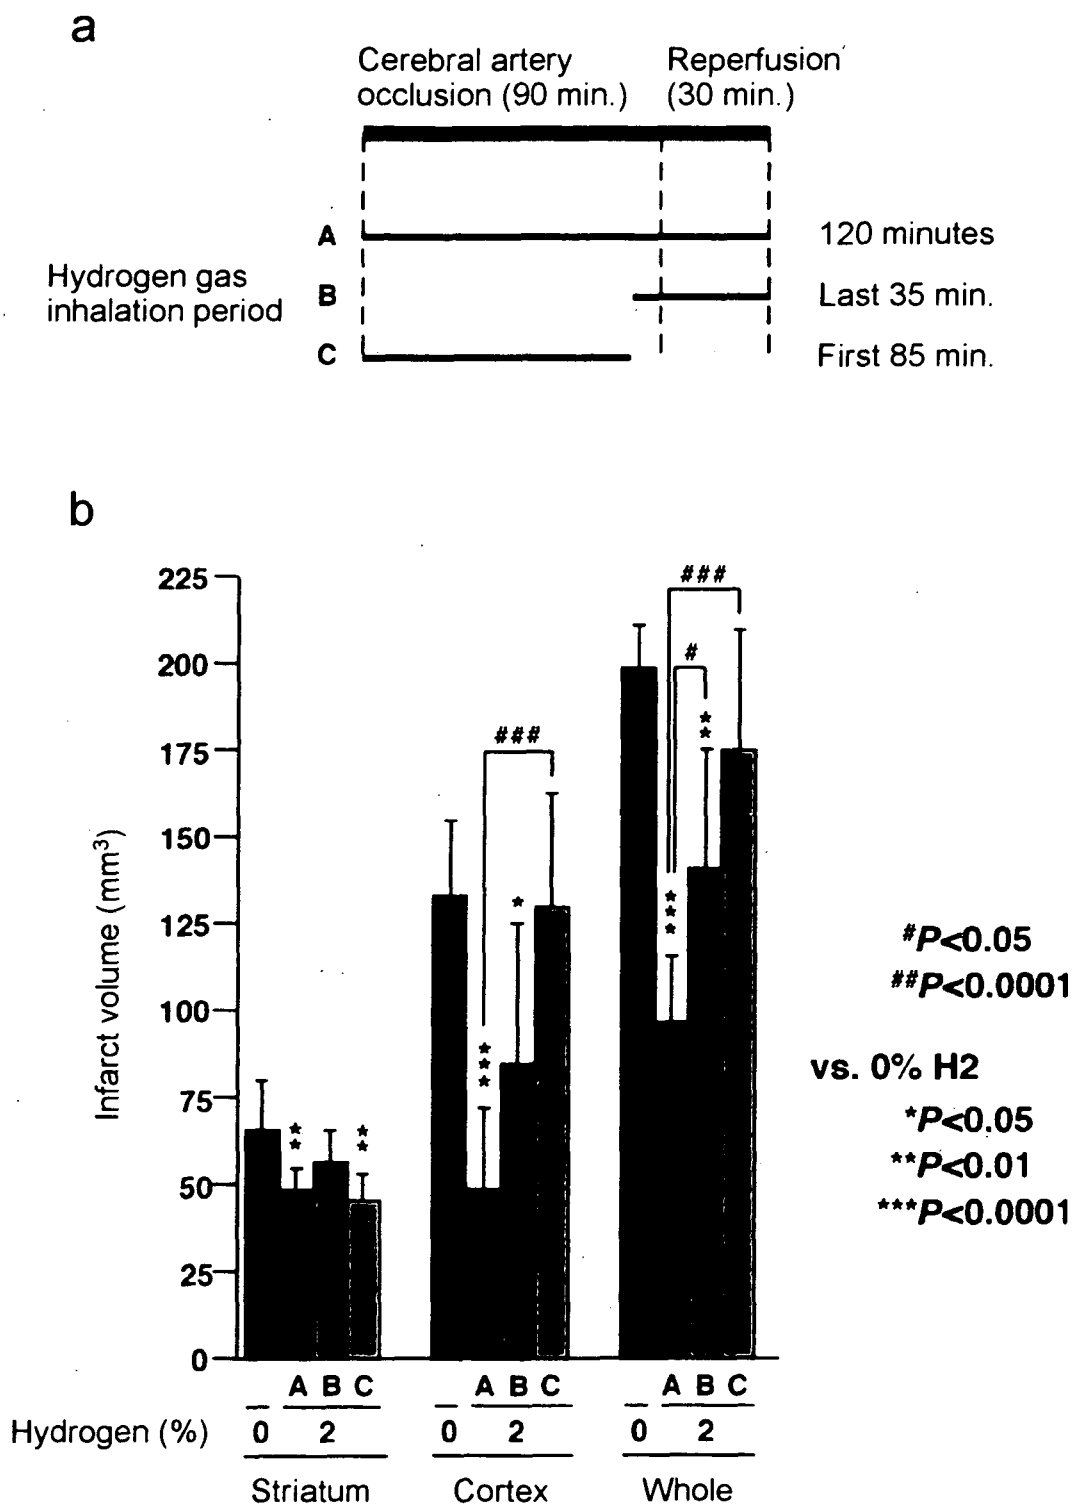 a
Cerebral artery
occlusion (90 min.)
Reperfusion
(30 min.)
A
120 minutes
Hydrogen gas
inhalation period
B
Last 35 min.
C
First 85 min.
b
Infarct volume (mm³)
225
200
175
150
125
100
75
50
25
0
**
**
***
*
###
***
**
#
###
#P<0.05
##P<0.0001
vs. 0% H2
*P<0.05
**P<0.01
***P<0.0001
A B C A B C A B C
Hydrogen (%) 0 2 0 2 0 2
Striatum Cortex Whole